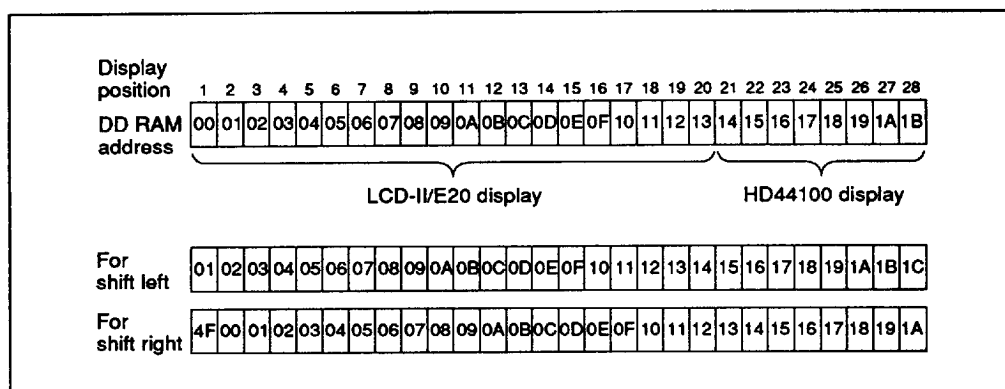 Display
position 1 2 3 4 5 6 7 8 9 10 11 12 13 14 15 16 17 18 19 20 21 22 23 24 25 26 27 28
DD RAM
address 00 01 02 03 04 05 06 07 08 09 0A 0B 0C 0D 0E 0F 10 11 12 13 14 15 16 17 18 19 1A 1B
LCD-II/E20 display HD44100 display
For
shift left 01 02 03 04 05 06 07 08 09 0A 0B 0C 0D 0E 0F 10 11 12 13 14 15 16 17 18 19 1A 1B 1C
For
shift right 4F 00 01 02 03 04 05 06 07 08 09 0A 0B 0C 0D 0E 0F 10 11 12 13 14 15 16 17 18 19 1A